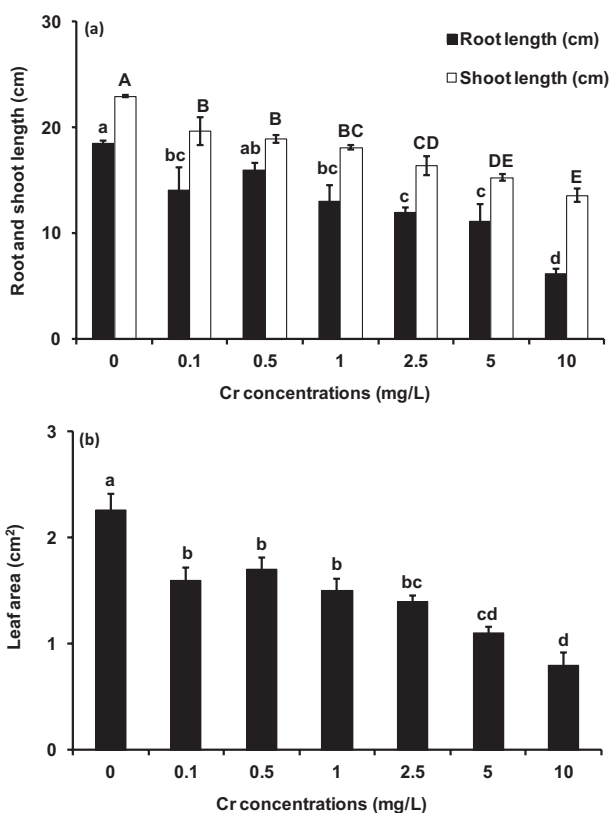 (a)
Root length (cm)
Shoot length (cm)
Root and shoot length (cm)
30
20
10
0
A
a
B
bc
B
ab
BC
bc
CD
c
DE
c
E
d
0 0.1 0.5 1 2.5 5 10
Cr concentrations (mg/L)
(b)
Leaf area (cm²)
3
2
1
0
a
b
b
b
bc
cd
d
0 0.1 0.5 1 2.5 5 10
Cr concentrations (mg/L)